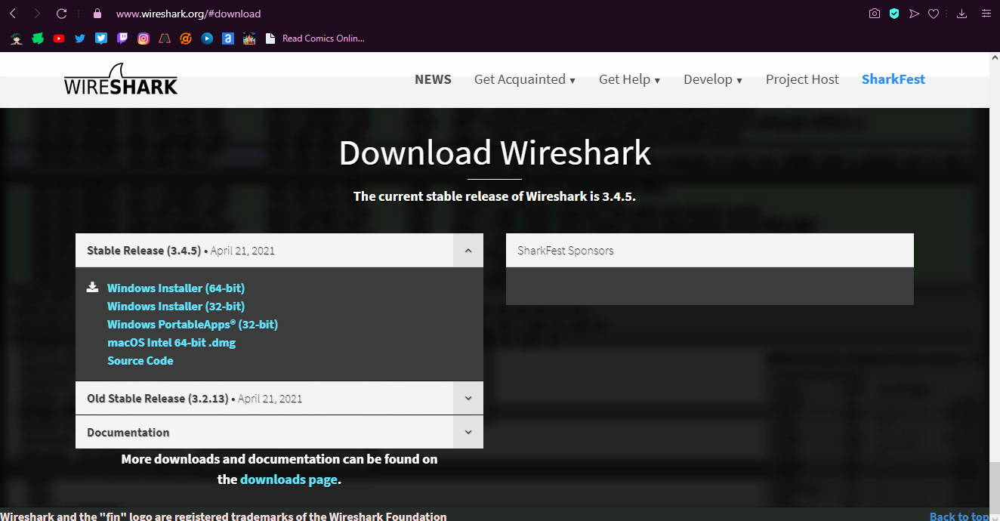 www.wireshark.org/#download
Read Comics Onlin...
WIRESHARK
NEWS Get Acquainted ▾ Get Help ▾ Develop ▾ Project Host SharkFest
Download Wireshark
The current stable release of Wireshark is 3.4.5.
Stable Release (3.4.5) • April 21, 2021
Windows Installer (64-bit)
Windows Installer (32-bit)
Windows PortableApps® (32-bit)
macOS Intel 64-bit .dmg
Source Code
Old Stable Release (3.2.13) • April 21, 2021
Documentation
SharkFest Sponsors
More downloads and documentation can be found on
the downloads page.
Wireshark and the "fin" logo are registered trademarks of the Wireshark Foundation
Back to top